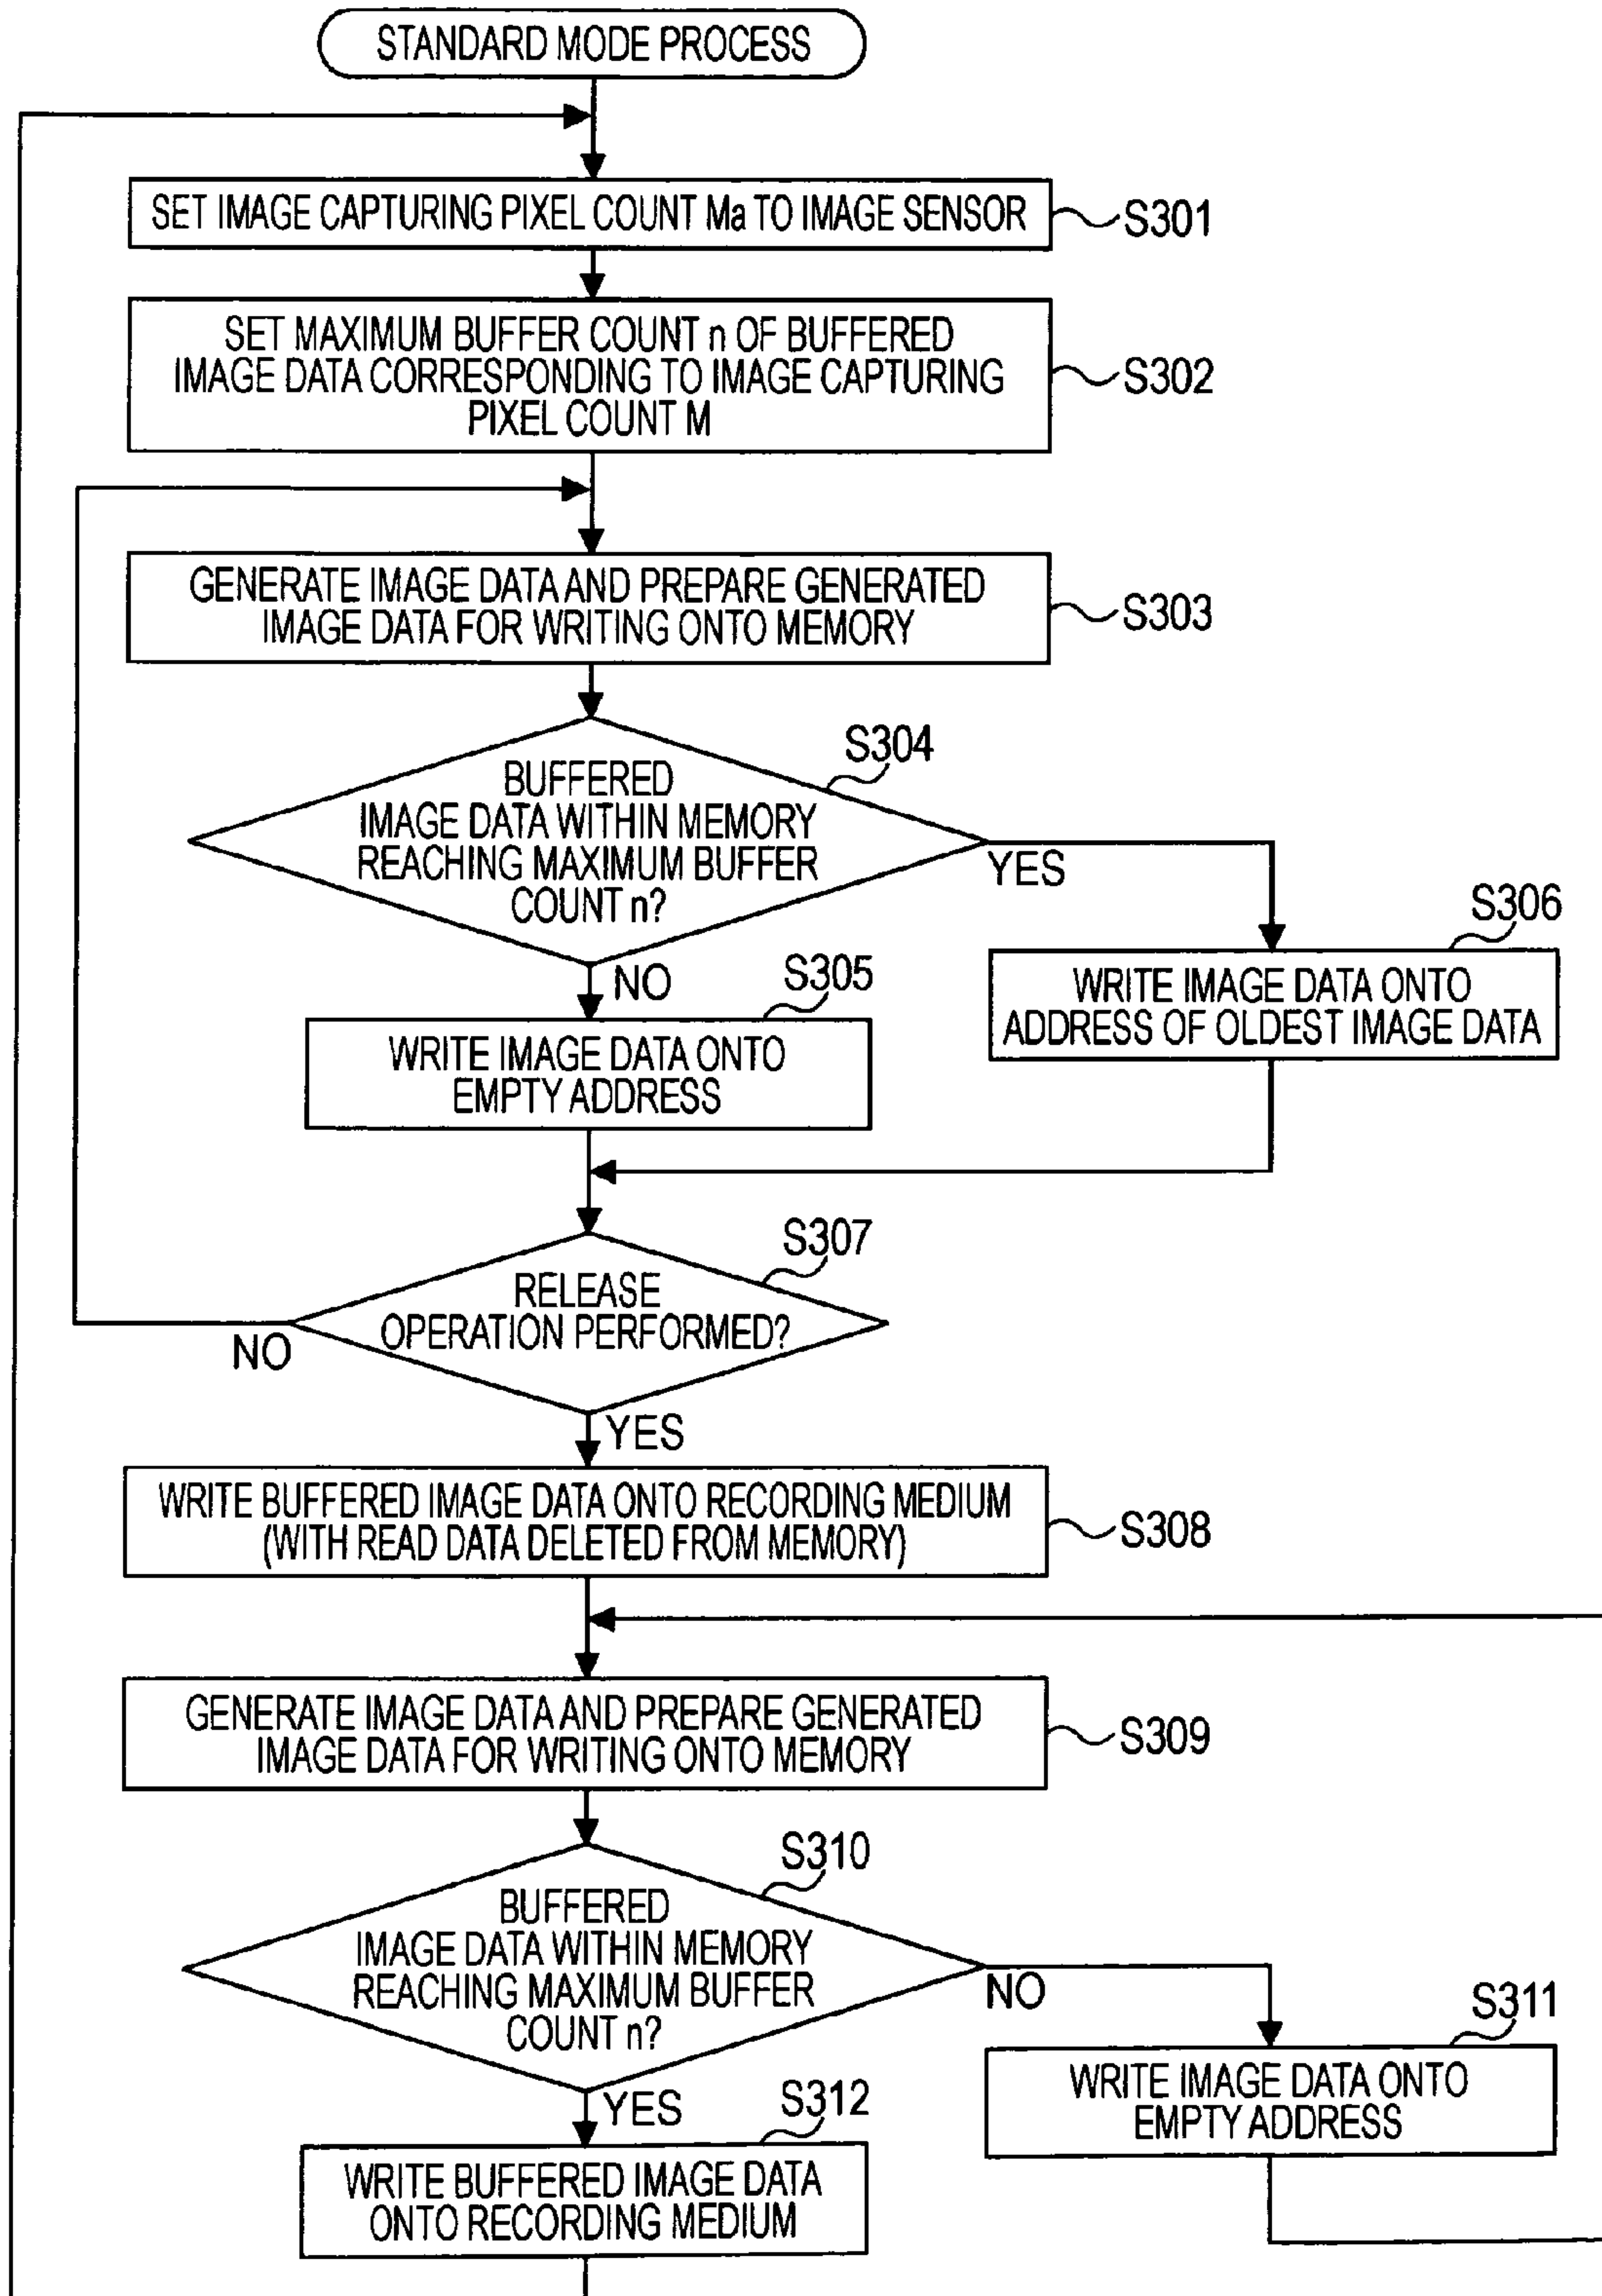 STANDARD MODE PROCESS
SET IMAGE CAPTURING PIXEL COUNT Ma TO IMAGE SENSOR
S301
SET MAXIMUM BUFFER COUNT n OF BUFFERED
IMAGE DATA CORRESPONDING TO IMAGE CAPTURING
PIXEL COUNT M
S302
GENERATE IMAGE DATA AND PREPARE GENERATED
IMAGE DATA FOR WRITING ONTO MEMORY
S303
S304
BUFFERED
IMAGE DATA WITHIN MEMORY
REACHING MAXIMUM BUFFER
COUNT n?
YES
NO
S305
WRITE IMAGE DATA ONTO
EMPTY ADDRESS
S306
WRITE IMAGE DATA ONTO
ADDRESS OF OLDEST IMAGE DATA
S307
RELEASE
OPERATION PERFORMED?
NO
YES
WRITE BUFFERED IMAGE DATA ONTO RECORDING MEDIUM
(WITH READ DATA DELETED FROM MEMORY)
S308
GENERATE IMAGE DATA AND PREPARE GENERATED
IMAGE DATA FOR WRITING ONTO MEMORY
S309
S310
BUFFERED
IMAGE DATA WITHIN MEMORY
REACHING MAXIMUM BUFFER
COUNT n?
NO
YES
S311
WRITE IMAGE DATA ONTO
EMPTY ADDRESS
S312
WRITE BUFFERED IMAGE DATA
ONTO RECORDING MEDIUM